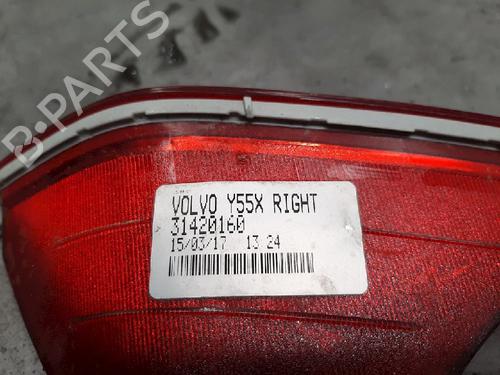 B-PARTS
VOLVO Y55X RIGHT
31420160
15/03/17 13 24